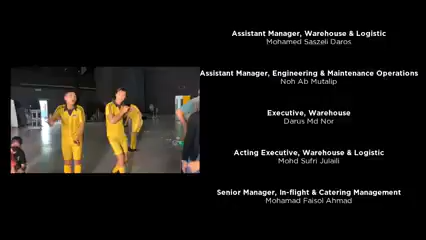 Assistant Manager, Warehouse & Logistic
Mohamed Saszeli Daros
Assistant Manager, Engineering & Maintenance Operations
Noh Ab Mutalip
Executive, Warehouse
Darus Md Nor
Acting Executive, Warehouse & Logistic
Mohd Sufri Julaili
Senior Manager, In-flight & Catering Management
Mohamad Faisol Ahmad